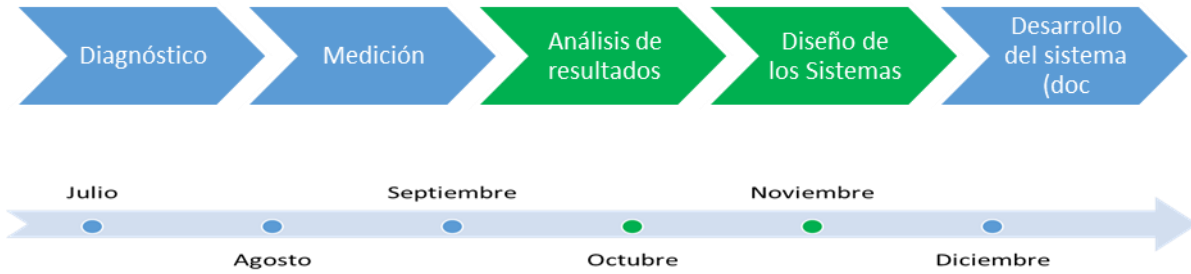 Diagnóstico
Medición
Análisis de
resultados
Diseño de
los Sistemas
Desarrollo
del sistema
(doc
Julio
Agosto
Septiembre
Octubre
Noviembre
Diciembre